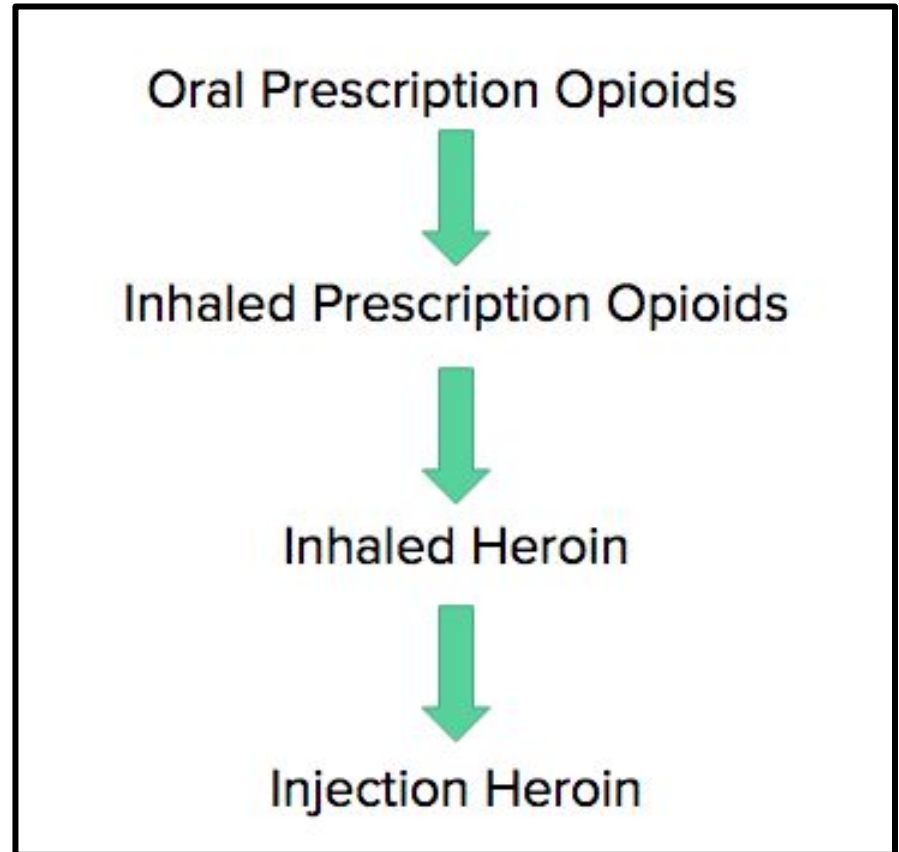 Oral Prescription Opioids
Inhaled Prescription Opioids
Inhaled Heroin
Injection Heroin